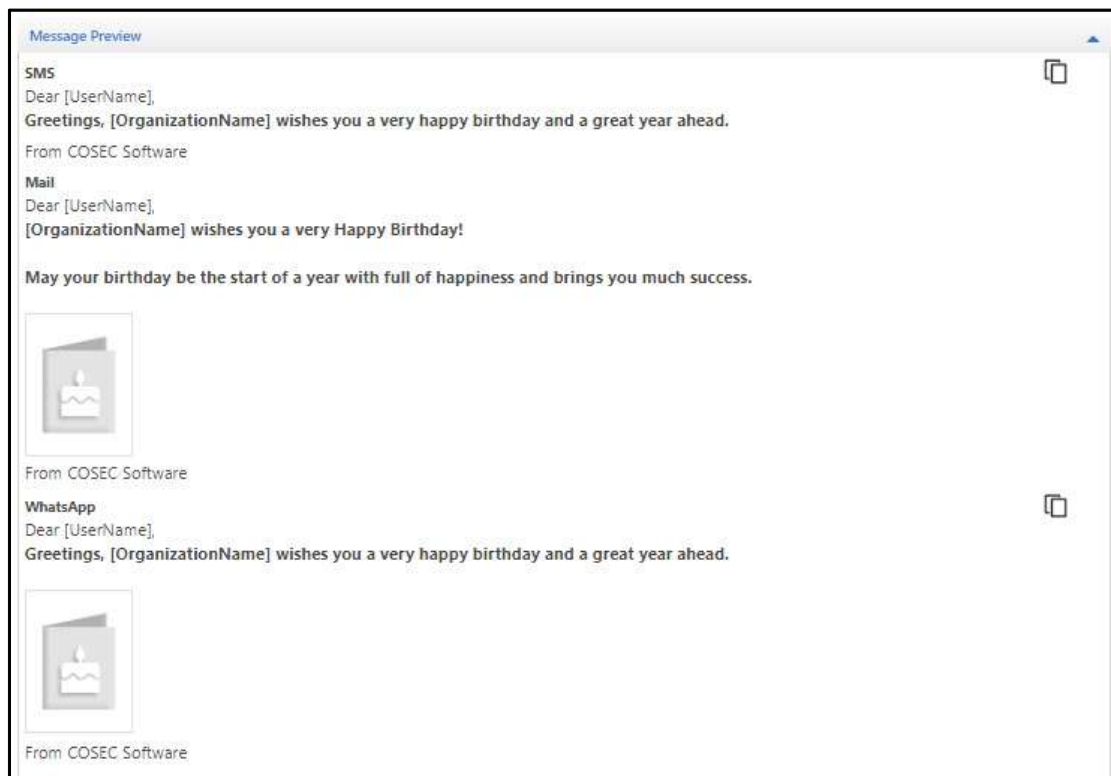 Message Preview
SMS
Dear [UserName],
Greetings, [OrganizationName] wishes you a very happy birthday and a great year ahead.
From COSEC Software
Mail
Dear [UserName],
[OrganizationName] wishes you a very Happy Birthday!
May your birthday be the start of a year with full of happiness and brings you much success.
From COSEC Software
WhatsApp
Dear [UserName],
Greetings, [OrganizationName] wishes you a very happy birthday and a great year ahead.
From COSEC Software